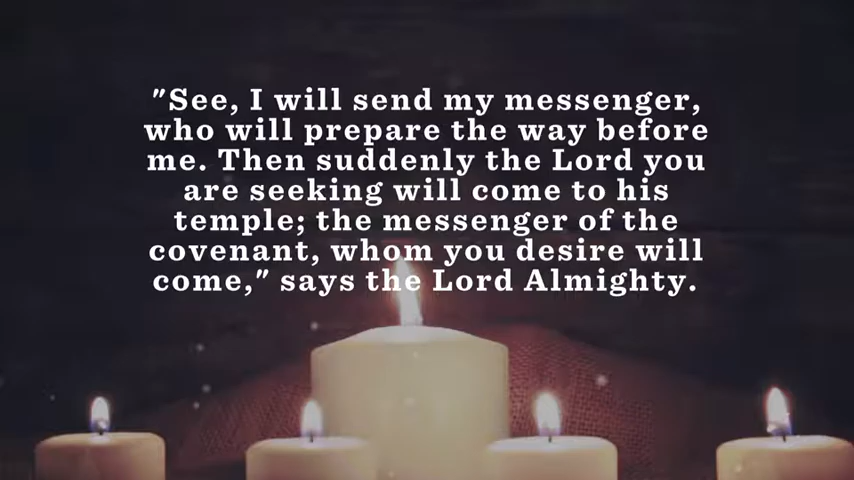 "See, I will send my messenger,
who will prepare the way before
me. Then suddenly the Lord you
are seeking will come to his
temple; the messenger of the
covenant, whom you desire will
come," says the Lord Almighty.